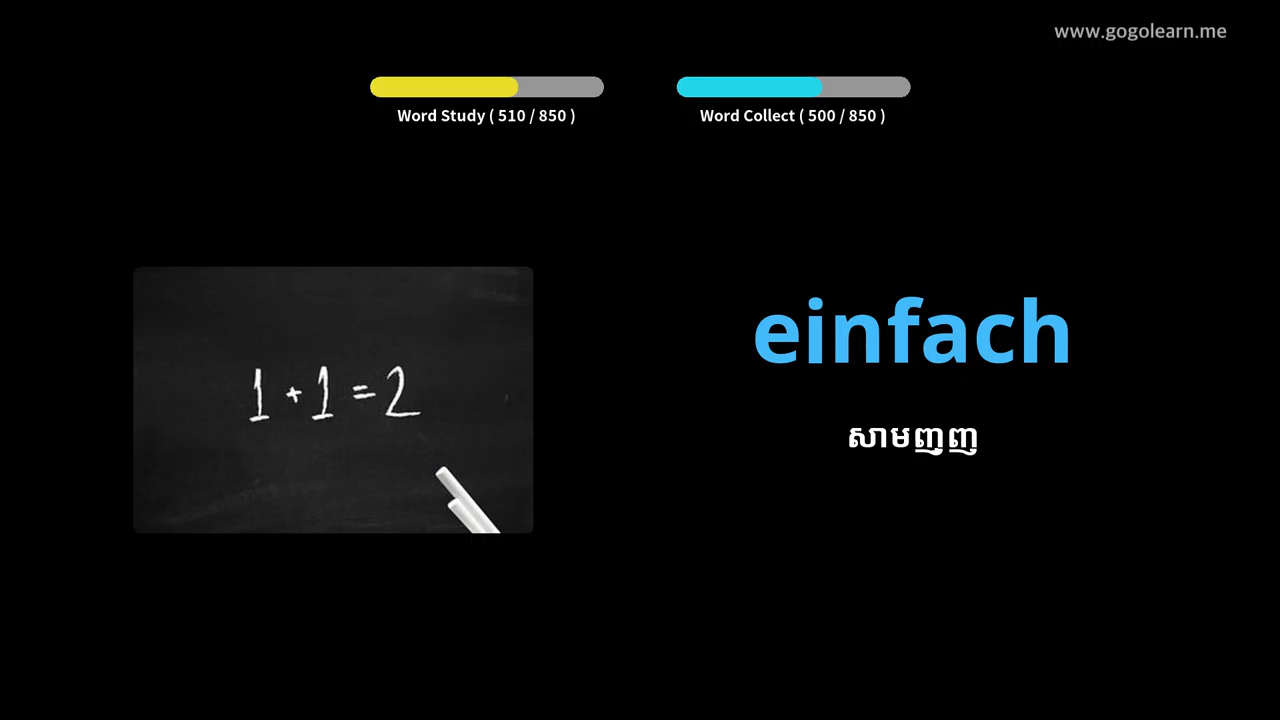 www.gogolearn.me
Word Study ( 510 / 850 )
Word Collect ( 500 / 850 )
1 + 1 = 2
einfach
សាមញ្ញ